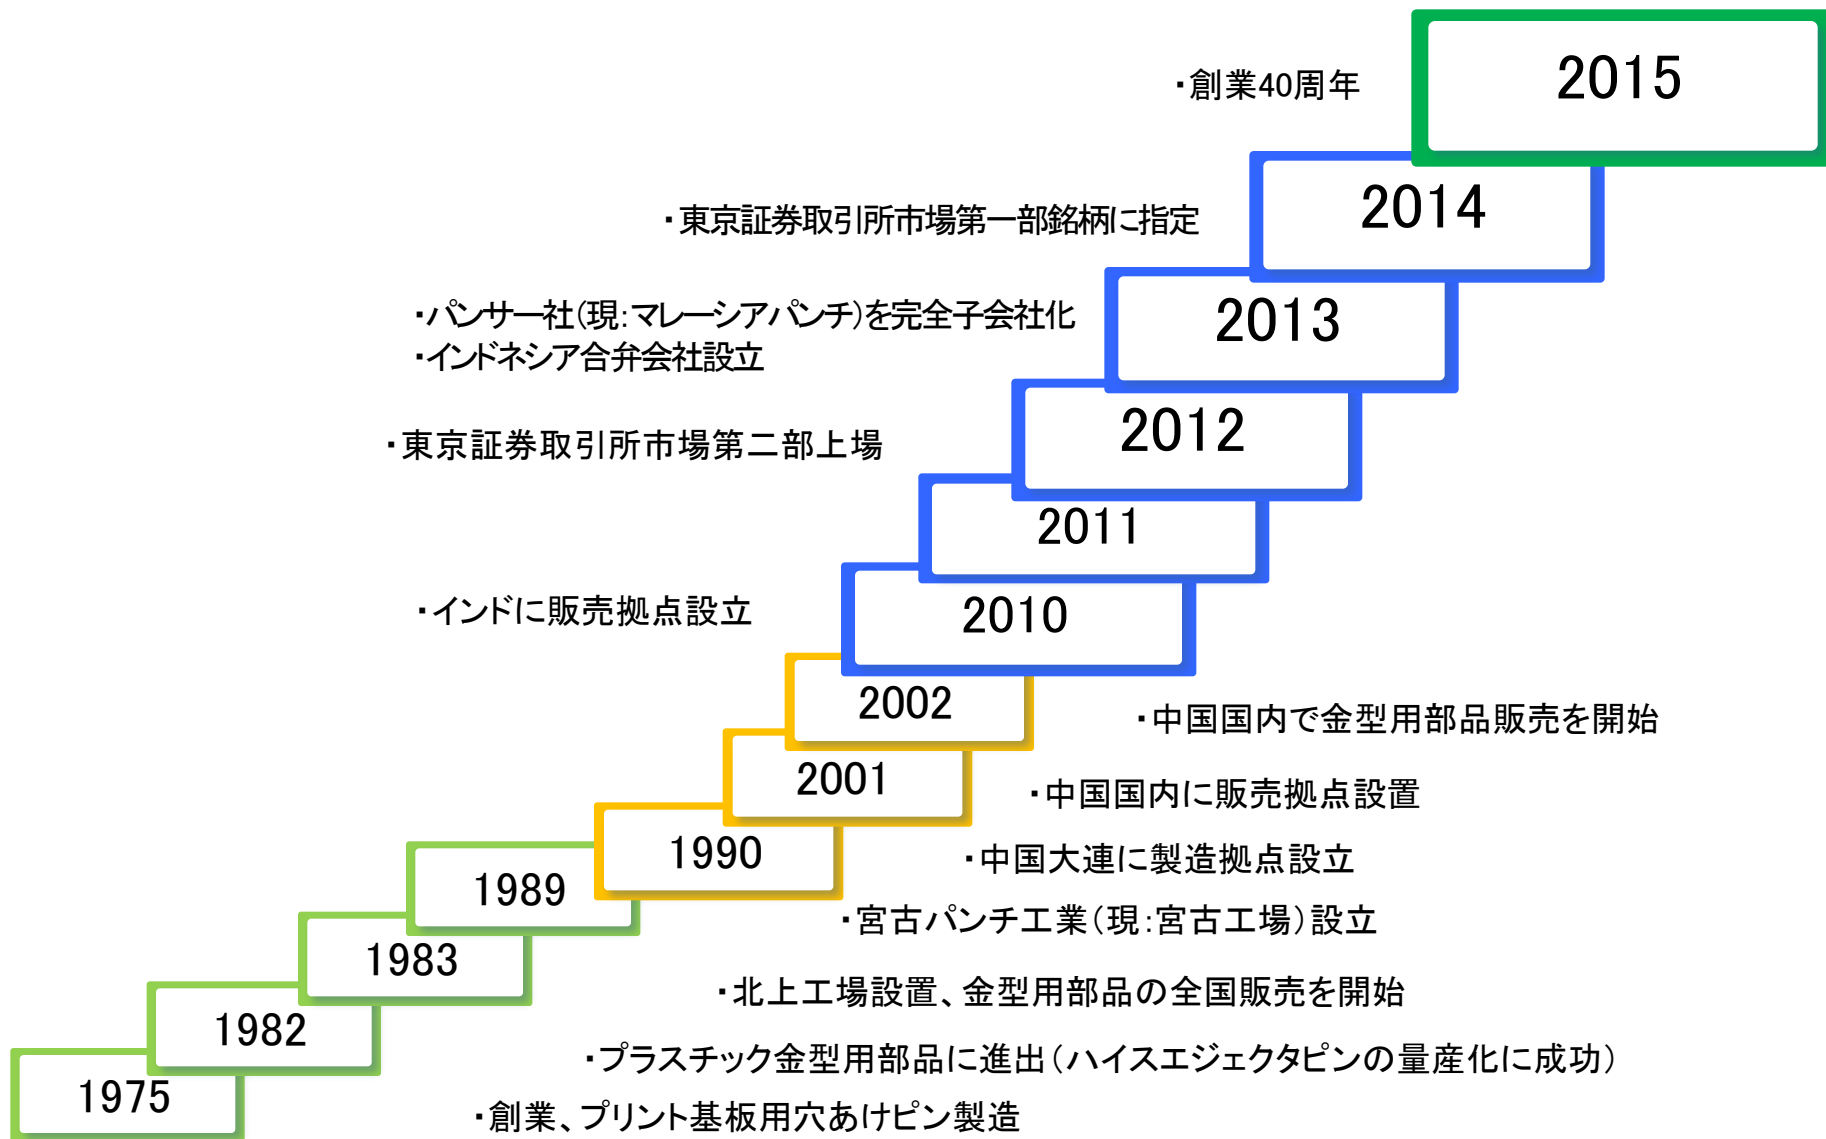 2015
・創業40周年
2014
・東京証券取引所市場第一部銘柄に指定
2013
・パンサー社(現:マレーシアパンチ)を完全子会社化
・インドネシア合弁会社設立
2012
・東京証券取引所市場第二部上場
2011
2010
・インドに販売拠点設立
2002
・中国国内で金型用部品販売を開始
2001
・中国国内に販売拠点設置
1990
・中国大連に製造拠点設立
1989
・宮古パンチ工業(現:宮古工場)設立
1983
・北上工場設置、金型用部品の全国販売を開始
1982
・プラスチック金型用部品に進出(ハイスエジェクタピンの量産化に成功)
1975
・創業、プリント基板用穴あけピン製造